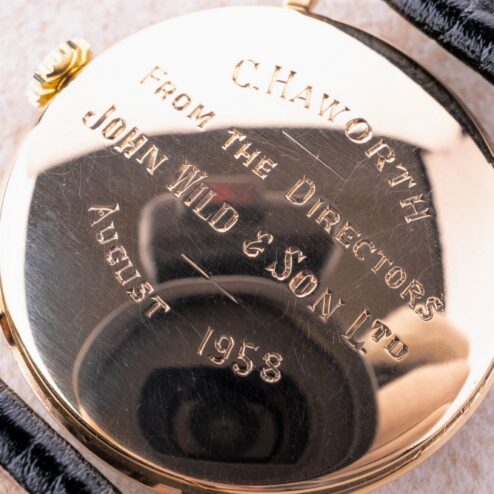 C. HAWORTH
FROM THE DIRECTORS
JOHN WILD & SON LTD
AUGUST 1958